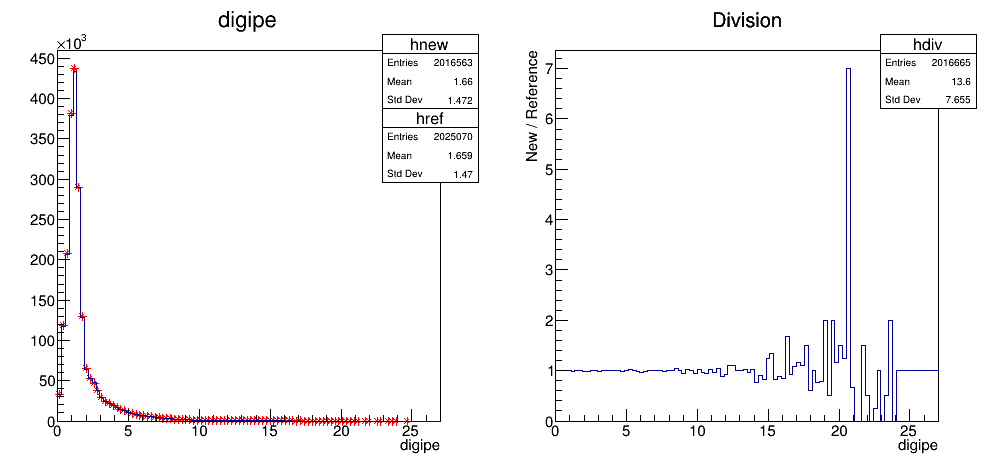 digipe
×10³
hnew
Entries 2016563
Mean 1.66
Std Dev 1.472
href
Entries 2025070
Mean 1.659
Std Dev 1.47
450
400
350
300
250
200
150
100
50
0
0 5 10 15 20 25
digipe
Division
hdiv
Entries 2016665
Mean 13.6
Std Dev 7.655
New / Reference
7
6
5
4
3
2
1
0
0 5 10 15 20 25
digipe